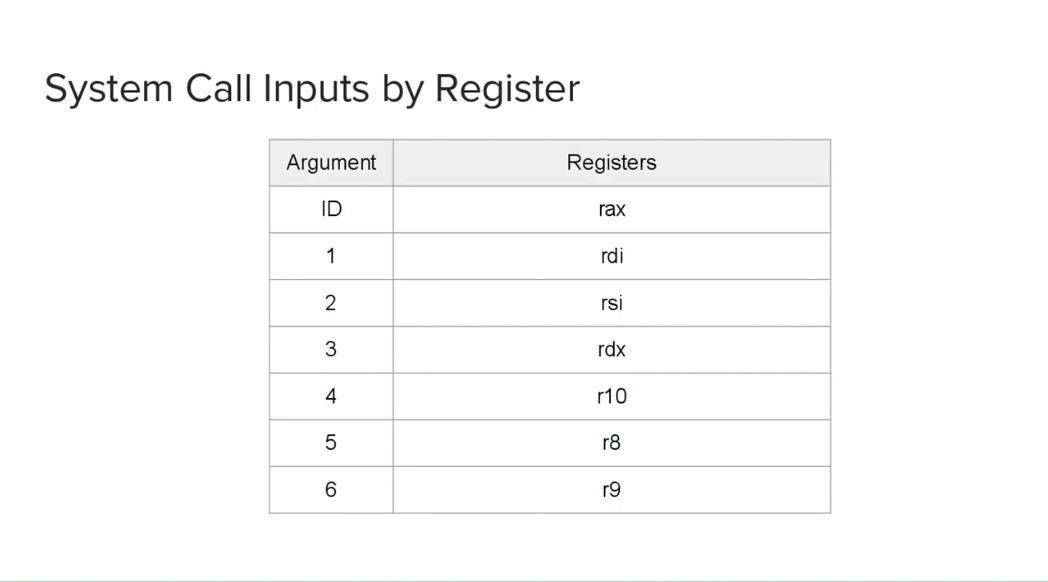 System Call Inputs by Register
Argument Registers
ID rax
1 rdi
2 rsi
3 rdx
4 r10
5 r8
6 r9